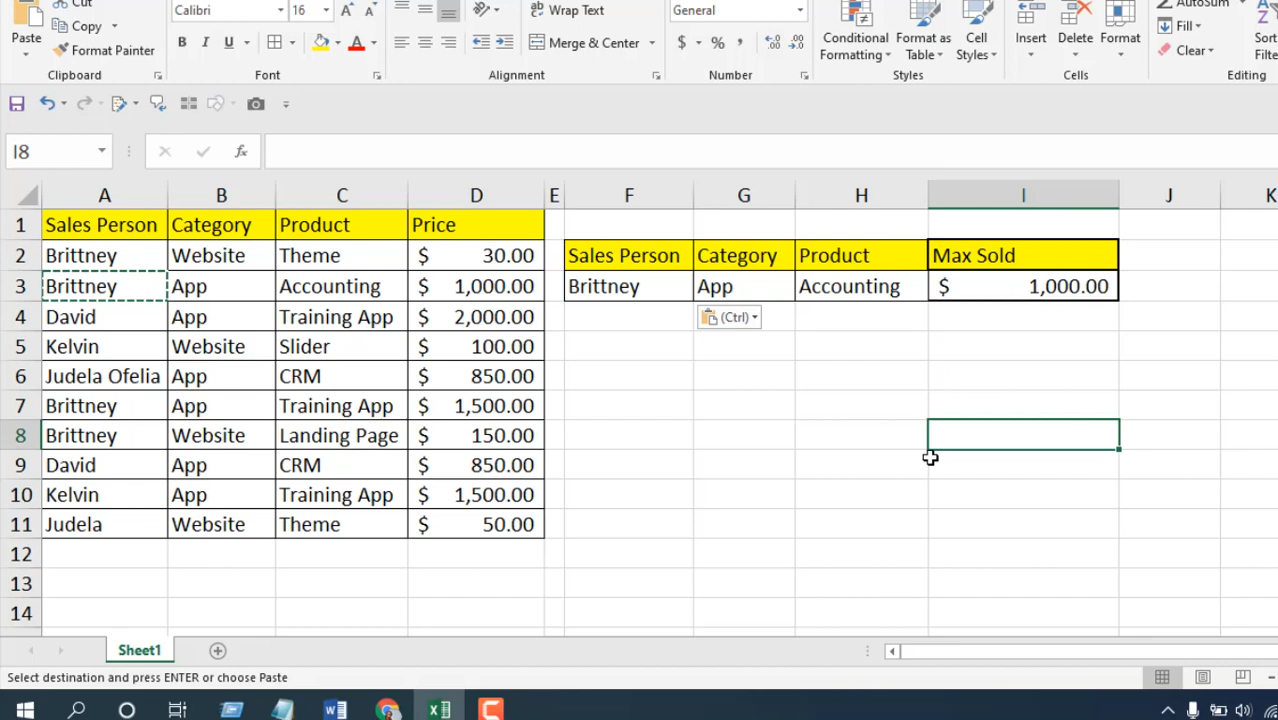 Cut
Calibri 16 A A Wrap Text General AutoSum
Copy
Paste Format Painter B I U A Merge & Center $ % , Conditional Format as Cell Insert Delete Format Fill Sort
Formatting Table Styles Clear Filte
Clipboard Font Alignment Number Styles Cells Editing
I8 fx
A B C D E F G H I J K
1 Sales Person Category Product Price
2 Brittney Website Theme $ 30.00 Sales Person Category Product Max Sold
3 Brittney App Accounting $ 1,000.00 Brittney App Accounting $ 1,000.00
4 David App Training App $ 2,000.00 (Ctrl)
5 Kelvin Website Slider $ 100.00
6 Judela Ofelia App CRM $ 850.00
7 Brittney App Training App $ 1,500.00
8 Brittney Website Landing Page $ 150.00
9 David App CRM $ 850.00
10 Kelvin App Training App $ 1,500.00
11 Judela Website Theme $ 50.00
12
13
14
Sheet1
Select destination and press ENTER or choose Paste